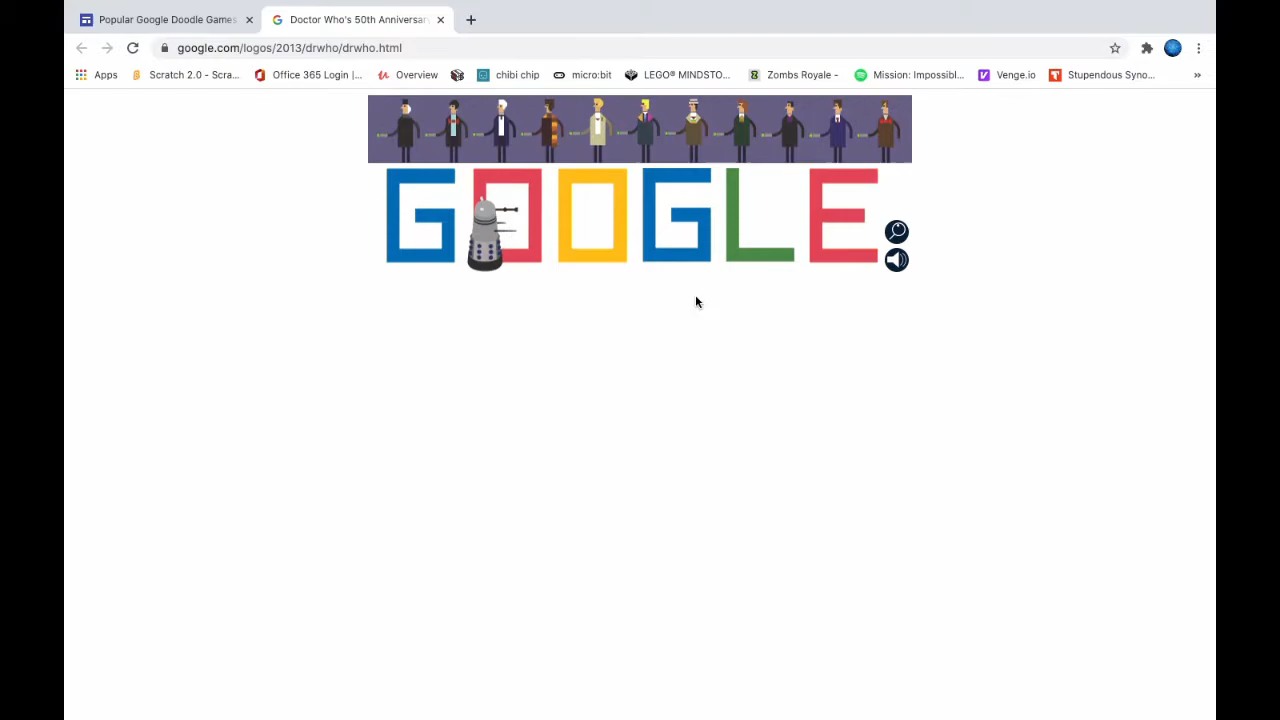 Popular Google Doodle Games
Doctor Who's 50th Anniversar
google.com/logos/2013/drwho/drwho.html
Apps
Scratch 2.0 - Scra...
Office 365 Login |...
Overview
chibi chip
micro:bit
LEGO® MINDSTO...
Zombs Royale -
Mission: Impossibl...
Venge.io
Stupendous Syno...
»
GOOGLE